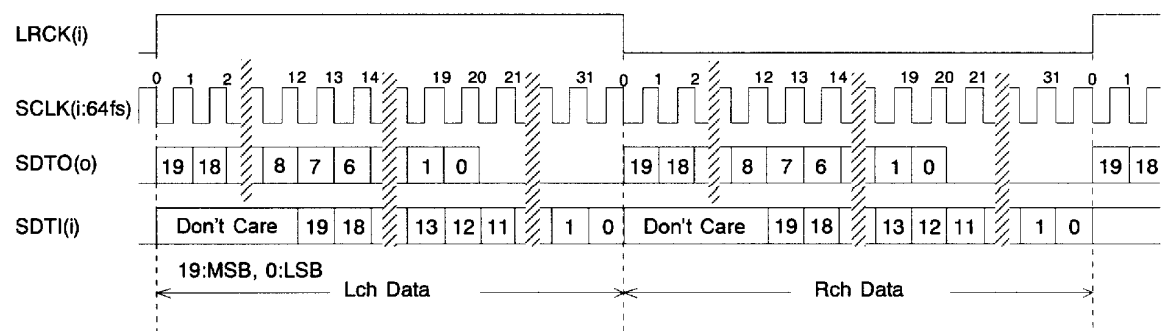 LRCK(i)
0 1 2 12 13 14 19 20 21 31 0 1 2 12 13 14 19 20 21 31 0 1
SCLK(i:64fs)
SDTO(o) 19 18 8 7 6 1 0 19 18 8 7 6 1 0 19 18
SDTI(i) Don't Care 19 18 13 12 11 1 0 Don't Care 19 18 13 12 11 1 0
19:MSB, 0:LSB
Lch Data Rch Data